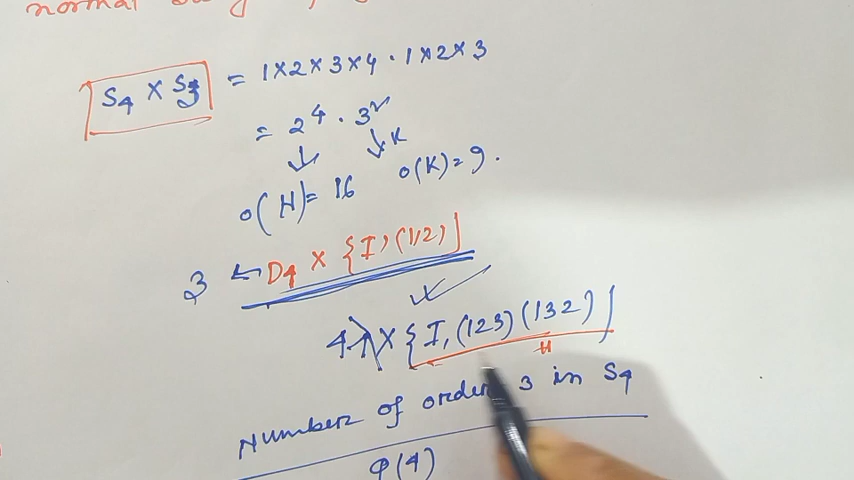 normal
S4 × S3 = 1×2×3×4 · 1×2×3
= 2^4 · 3^2
K
o(H) = 16 o(K) = 9.
3 ← D4 × {I, (12)}
4 × {I, (123) (132)}
H
Number of order 3 in S4
φ(4)